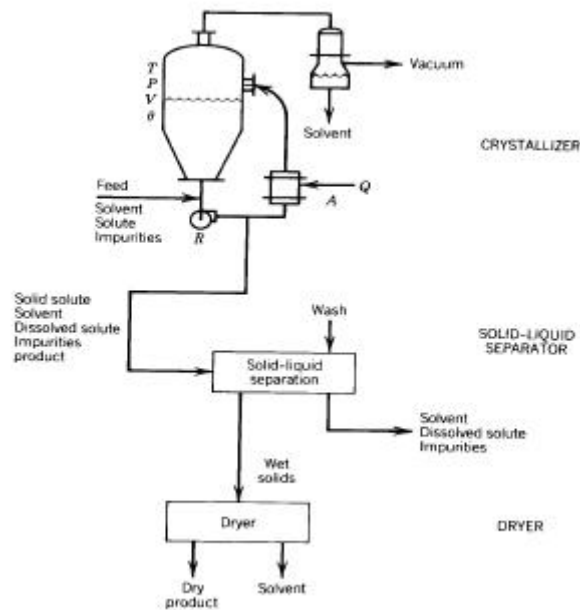 T
P
V
θ
Vacuum
Solvent
CRYSTALLIZER
Feed
Solvent
Solute
Impurities
R
Q
A
Solid solute
Solvent
Dissolved solute
Impurities
product
Wash
SOLID-LIQUID
SEPARATOR
Solid-liquid
separation
Solvent
Dissolved solute
Impurities
Wet
solids
Dryer
DRYER
Dry
product
Solvent